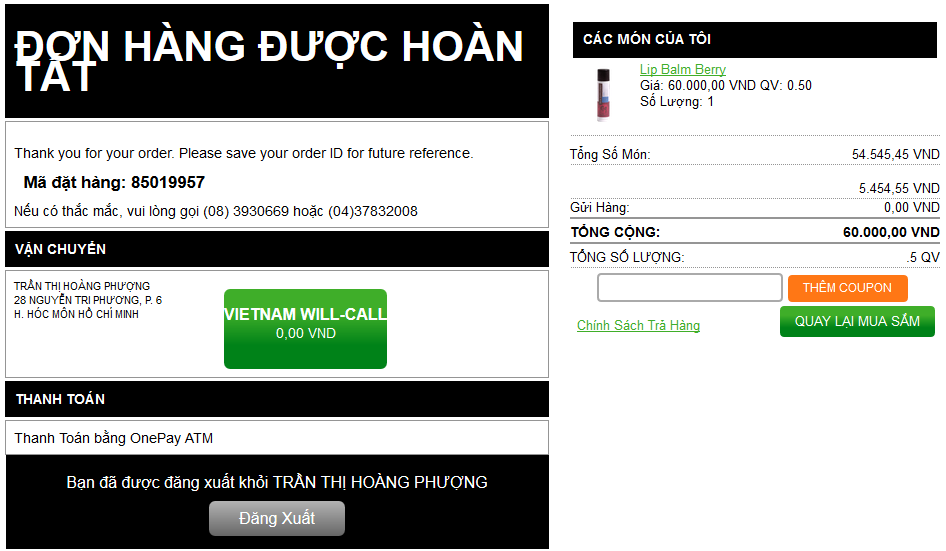 ĐƠN HÀNG ĐƯỢC HOÀN
TẤT
Thank you for your order. Please save your order ID for future reference.
Mã đặt hàng: 85019957
Nếu có thắc mắc, vui lòng gọi (08) 3930669 hoặc (04)37832008
VẬN CHUYỂN
TRẦN THỊ HOÀNG PHƯỢNG
28 NGUYỄN TRI PHƯƠNG, P. 6
H. HÓC MÔN HỒ CHÍ MINH
VIETNAM WILL-CALL
0,00 VND
THANH TOÁN
Thanh Toán bằng OnePay ATM
Bạn đã được đăng xuất khỏi TRẦN THỊ HOÀNG PHƯỢNG
Đăng Xuất
CÁC MÓN CỦA TÔI
Lip Balm Berry
Giá: 60.000,00 VND QV: 0.50
Số Lượng: 1
Tổng Số Món: 54.545,45 VND
5.454,55 VND
Gửi Hàng: 0,00 VND
TỔNG CỘNG: 60.000,00 VND
TỔNG SỐ LƯỢNG: .5 QV
THÊM COUPON
Chính Sách Trả Hàng
QUAY LẠI MUA SẮM